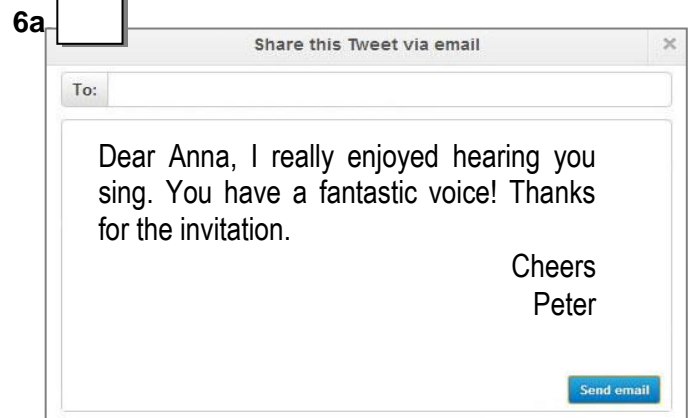 6a
Share this Tweet via email ×
To:
Dear Anna, I really enjoyed hearing you
sing. You have a fantastic voice! Thanks
for the invitation.
Cheers
Peter
Send email